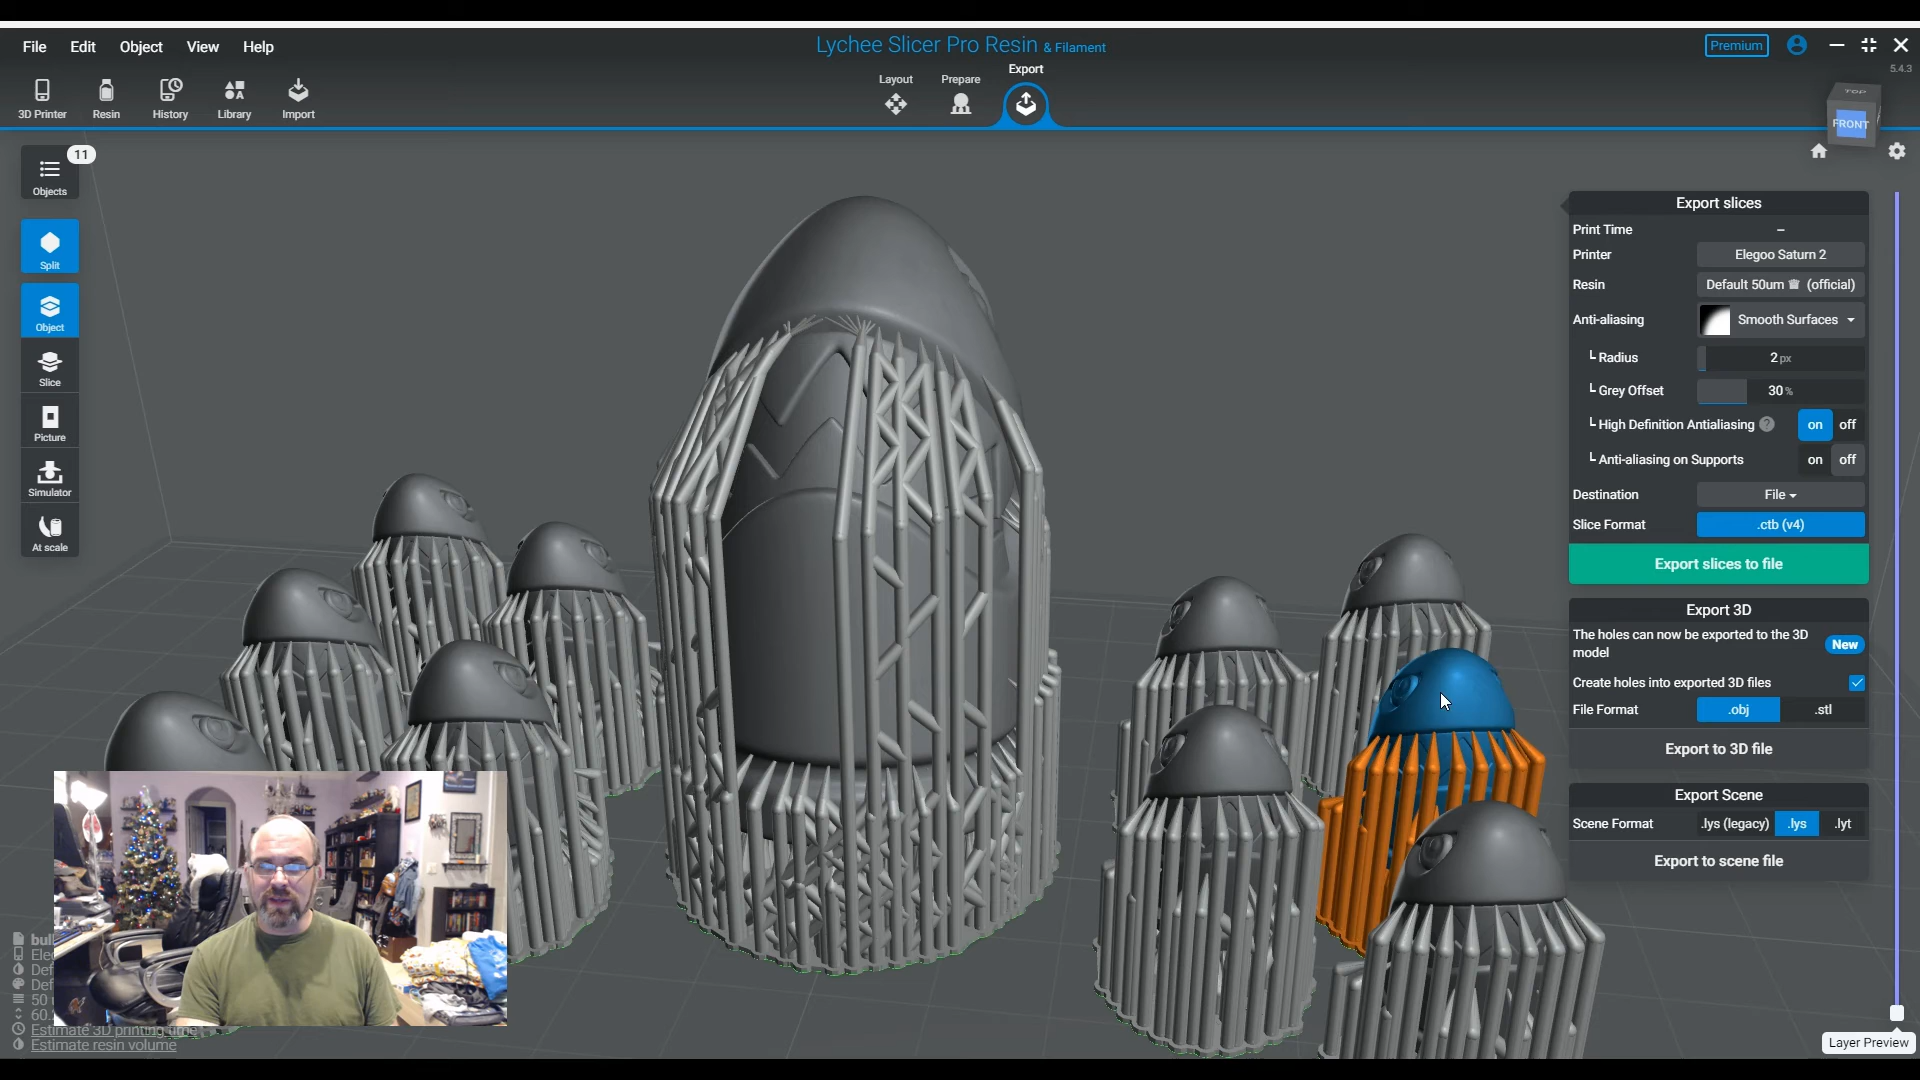 File Edit Object View Help
Lychee Slicer Pro Resin & Filament
Premium
5.4.3
3D Printer Resin History Library Import
Layout Prepare Export
TOP
FRONT
11
Objects
Split
Object
Slice
Picture
Simulator
At scale
Export slices
Print Time –
Printer Elegoo Saturn 2
Resin Default 50um (official)
Anti-aliasing Smooth Surfaces
Radius 2 px
Grey Offset 30 %
High Definition Antialiasing ? on off
Anti-aliasing on Supports on off
Destination File
Slice Format .ctb (v4)
Export slices to file
Export 3D
The holes can now be exported to the 3D
model New
Create holes into exported 3D files
File Format .obj .stl
Export to 3D file
Export Scene
Scene Format .lys (legacy) .lys .lyt
Export to scene file
Layer Preview
Estimate 3D printing time
Estimate resin volume